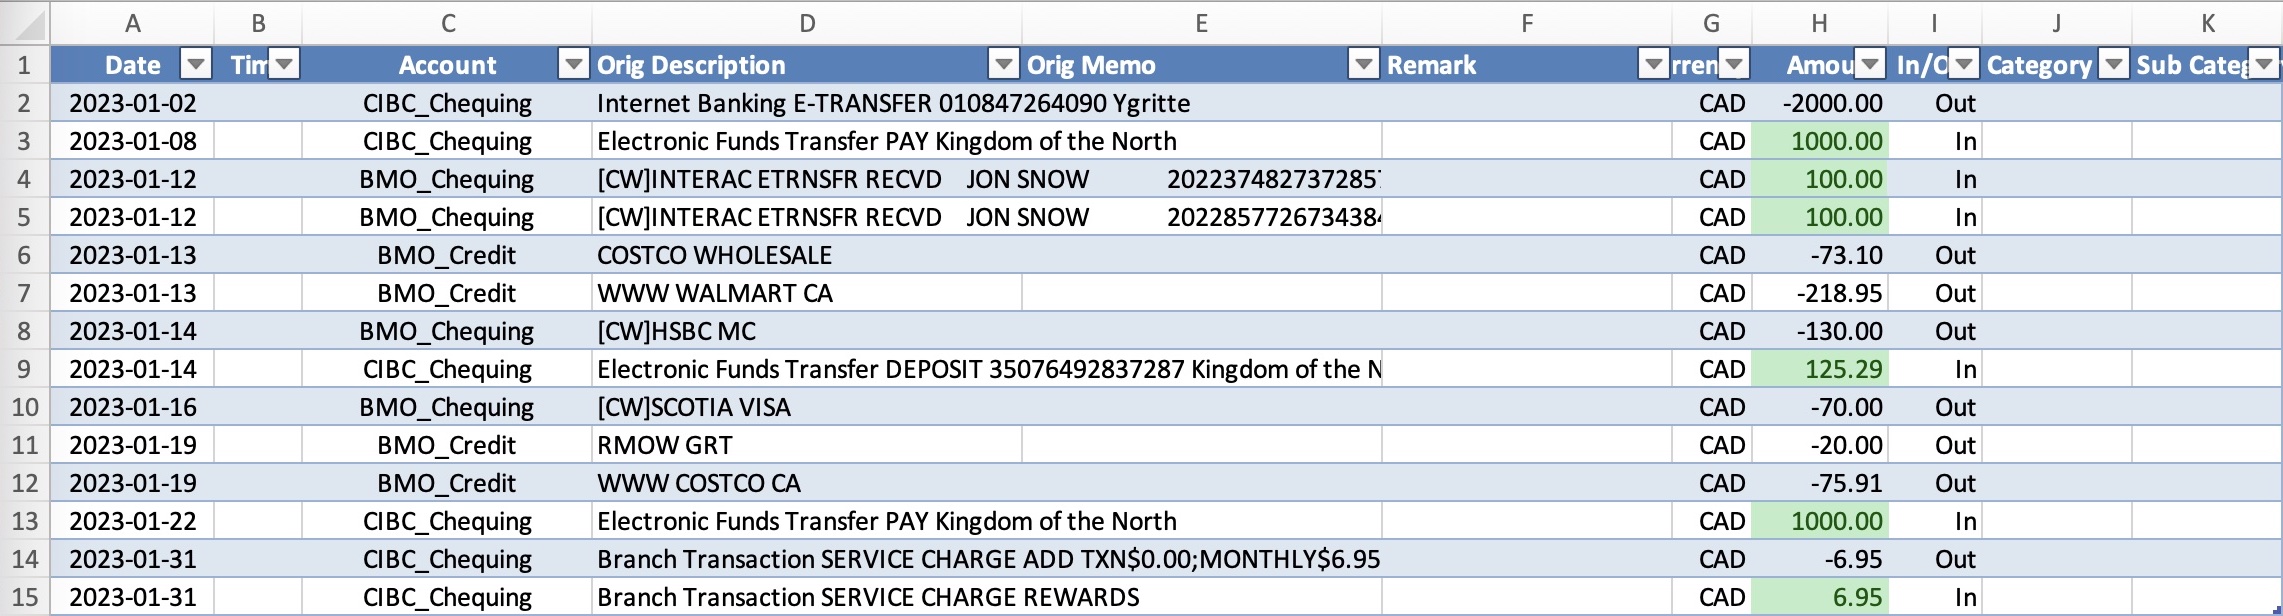 A B C D E F G H I J K
1 Date Tim Account Orig Description Orig Memo Remark rren Amou In/O Category Sub Categ
2 2023-01-02 CIBC_Chequing Internet Banking E-TRANSFER 010847264090 Ygritte CAD -2000.00 Out
3 2023-01-08 CIBC_Chequing Electronic Funds Transfer PAY Kingdom of the North CAD 1000.00 In
4 2023-01-12 BMO_Chequing [CW]INTERAC ETRNSFR RECVD JON SNOW 202237482737285 CAD 100.00 In
5 2023-01-12 BMO_Chequing [CW]INTERAC ETRNSFR RECVD JON SNOW 202285772673438 CAD 100.00 In
6 2023-01-13 BMO_Credit COSTCO WHOLESALE CAD -73.10 Out
7 2023-01-13 BMO_Credit WWW WALMART CA CAD -218.95 Out
8 2023-01-14 BMO_Chequing [CW]HSBC MC CAD -130.00 Out
9 2023-01-14 CIBC_Chequing Electronic Funds Transfer DEPOSIT 35076492837287 Kingdom of the N CAD 125.29 In
10 2023-01-16 BMO_Chequing [CW]SCOTIA VISA CAD -70.00 Out
11 2023-01-19 BMO_Credit RMOW GRT CAD -20.00 Out
12 2023-01-19 BMO_Credit WWW COSTCO CA CAD -75.91 Out
13 2023-01-22 CIBC_Chequing Electronic Funds Transfer PAY Kingdom of the North CAD 1000.00 In
14 2023-01-31 CIBC_Chequing Branch Transaction SERVICE CHARGE ADD TXN$0.00;MONTHLY$6.95 CAD -6.95 Out
15 2023-01-31 CIBC_Chequing Branch Transaction SERVICE CHARGE REWARDS CAD 6.95 In